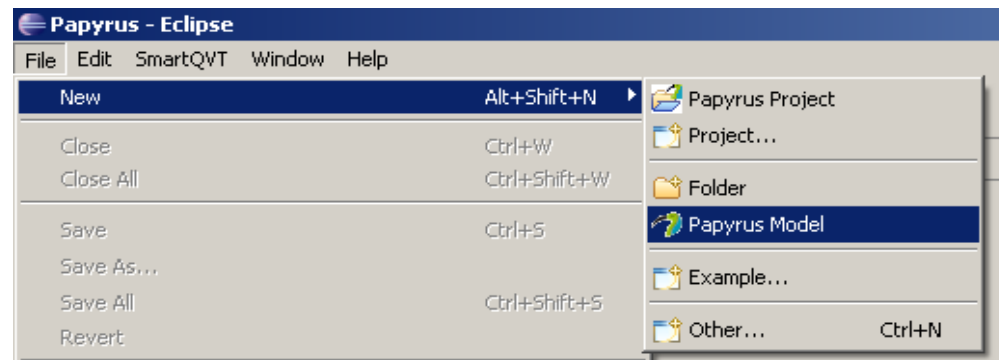 Papyrus - Eclipse
File Edit SmartQVT Window Help
New Alt+Shift+N
Close Ctrl+W
Close All Ctrl+Shift+W
Save Ctrl+S
Save As...
Save All Ctrl+Shift+S
Revert
Papyrus Project
Project...
Folder
Papyrus Model
Example...
Other... Ctrl+N